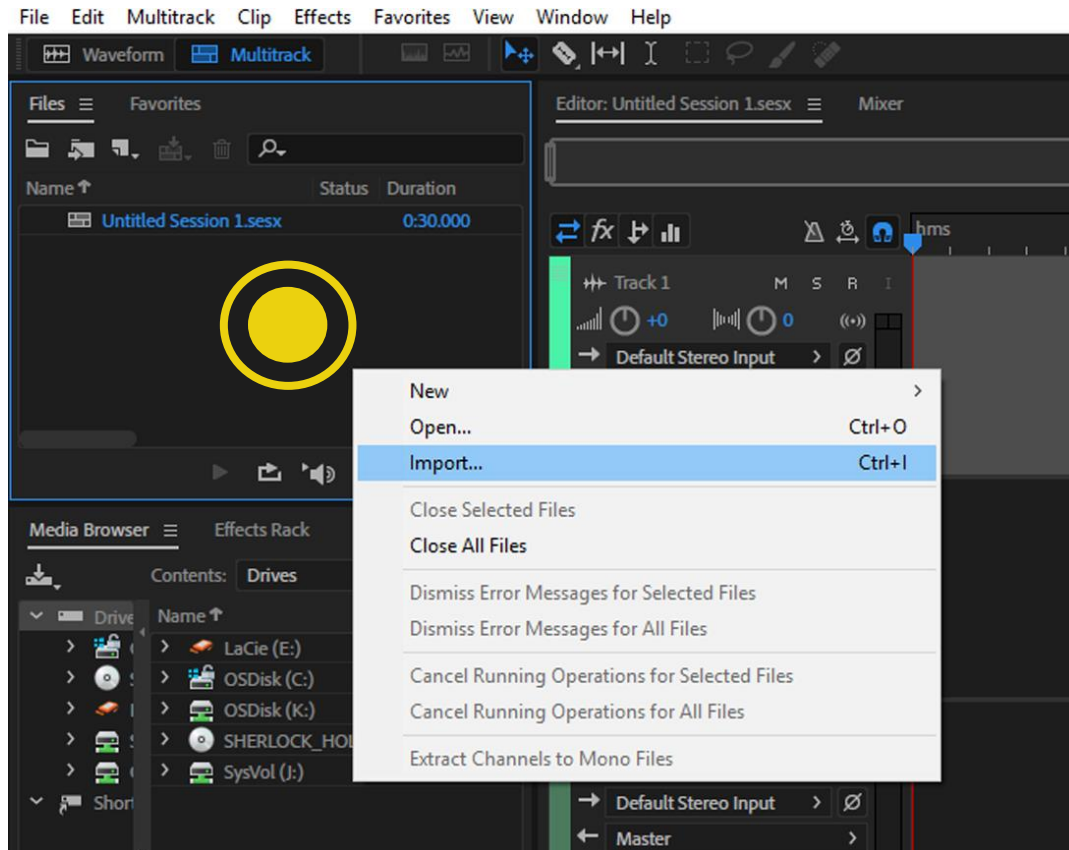 File Edit Multitrack Clip Effects Favorites View Window Help
Waveform Multitrack
Files Favorites
Name Status Duration
Untitled Session 1.sesx 0:30.000
Editor: Untitled Session 1.sesx Mixer
fx hms
Track 1 M S R I
+0 0
Default Stereo Input
New
Open... Ctrl+O
Import... Ctrl+I
Close Selected Files
Close All Files
Dismiss Error Messages for Selected Files
Dismiss Error Messages for All Files
Cancel Running Operations for Selected Files
Cancel Running Operations for All Files
Extract Channels to Mono Files
Media Browser Effects Rack
Contents: Drives
Drive Name
LaCie (E:)
OSDisk (C:)
OSDisk (K:)
SHERLOCK_HOL
SysVol (J:)
Short
Default Stereo Input
Master